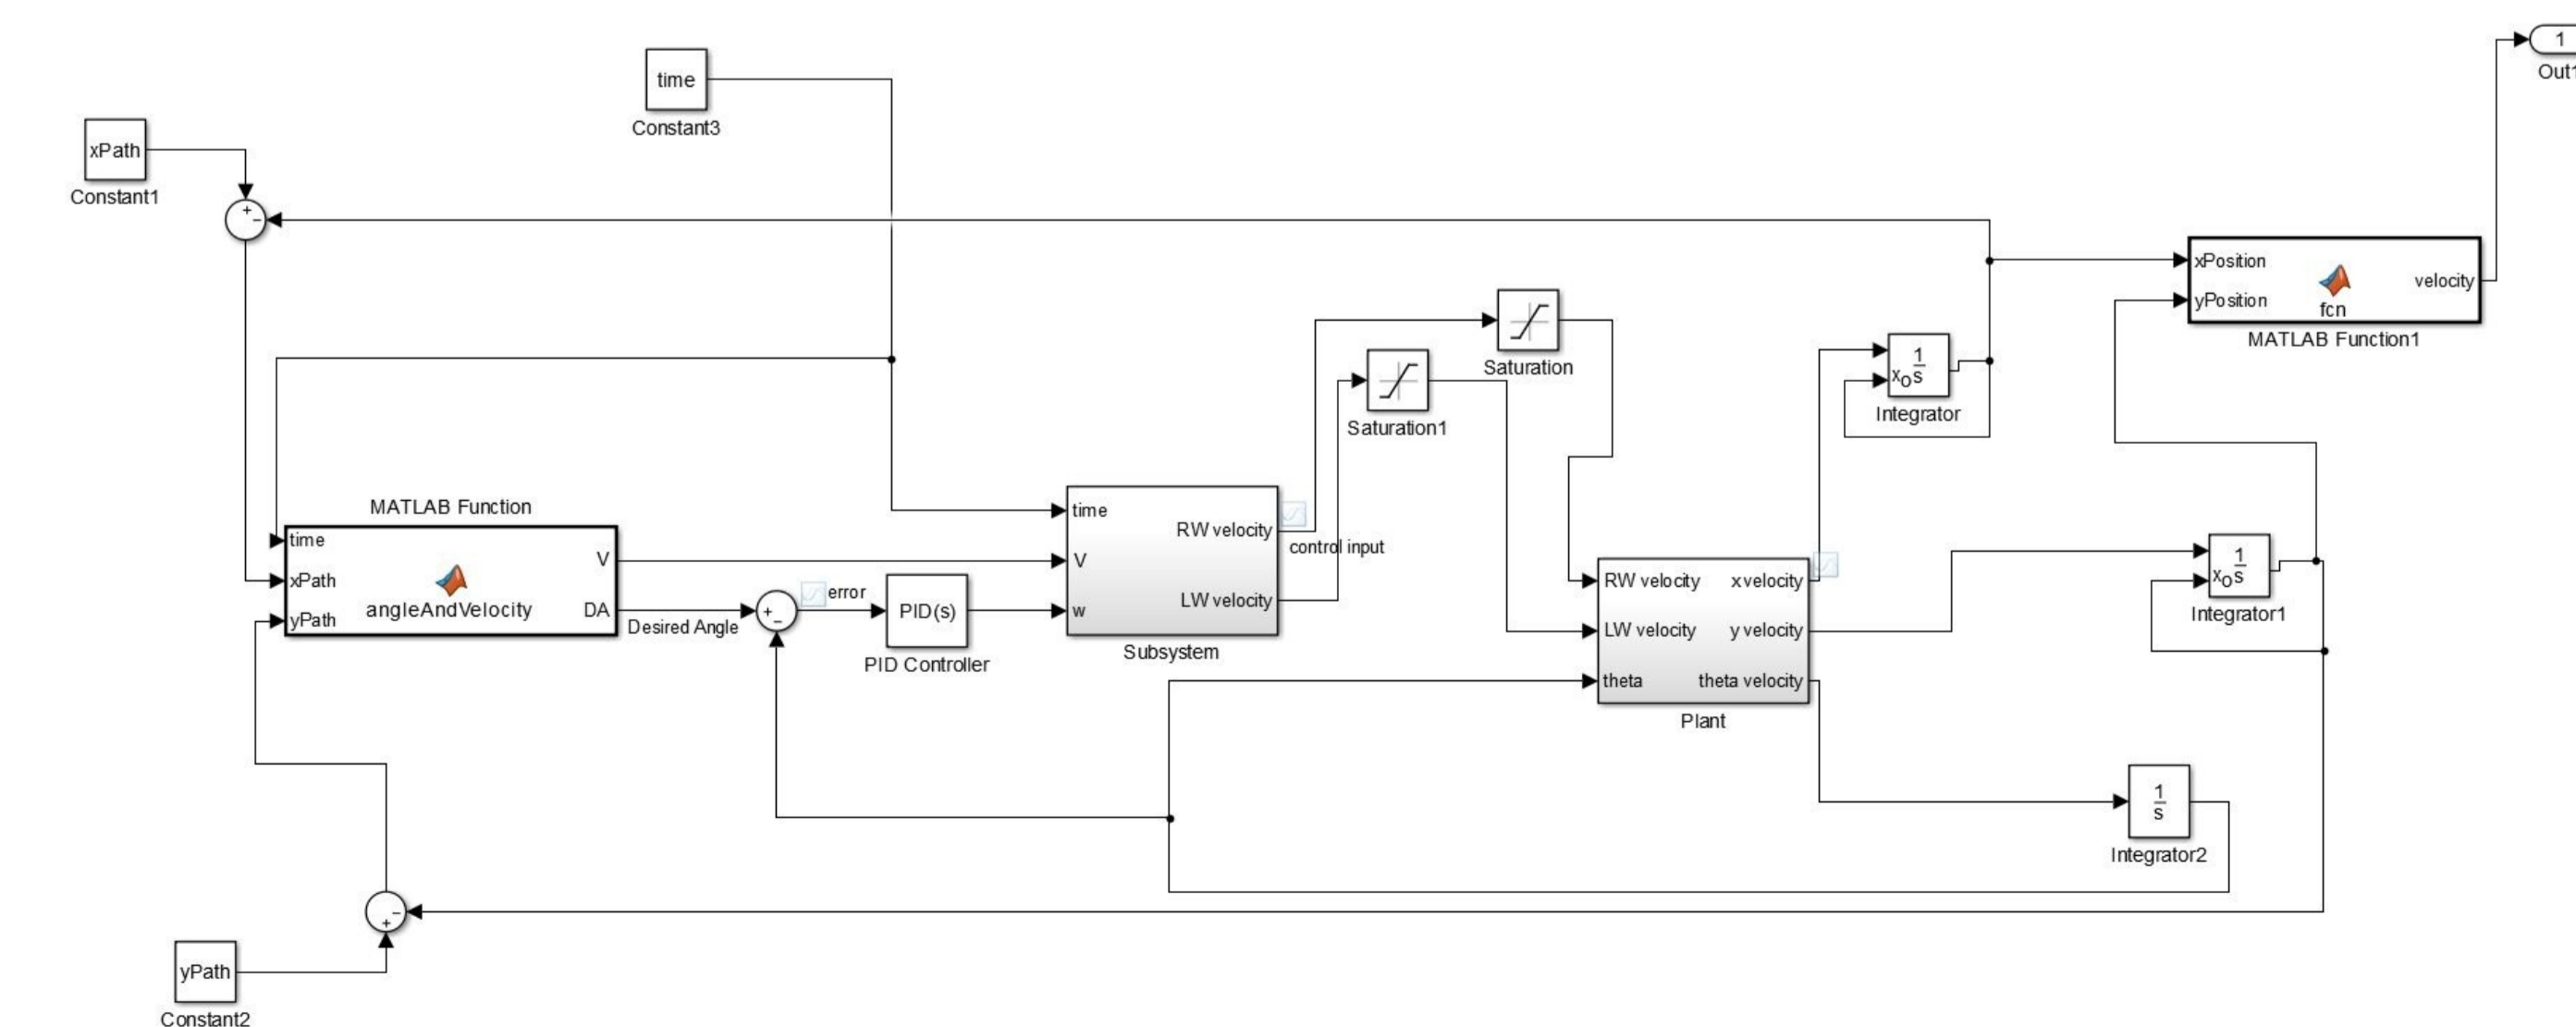 1
Out1
time
Constant3
xPath
Constant1
+
−
xPosition
yPosition
velocity
fcn
MATLAB Function1
Saturation
Saturation1
1
s
xo
Integrator
MATLAB Function
time
xPath
yPath
angleAndVelocity
V
DA
Desired Angle
+
−
error
PID(s)
PID Controller
time
V
w
RW velocity
LW velocity
Subsystem
control input
RW velocity
LW velocity
theta
x velocity
y velocity
theta velocity
Plant
1
s
xo
Integrator1
1
s
Integrator2
−
+
yPath
Constant2